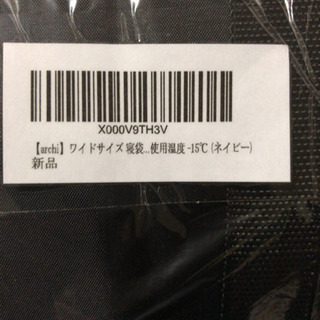 X000V9TH3V
【archi】ワイドサイズ 寝袋...使用温度 -15℃ (ネイビー)
新品